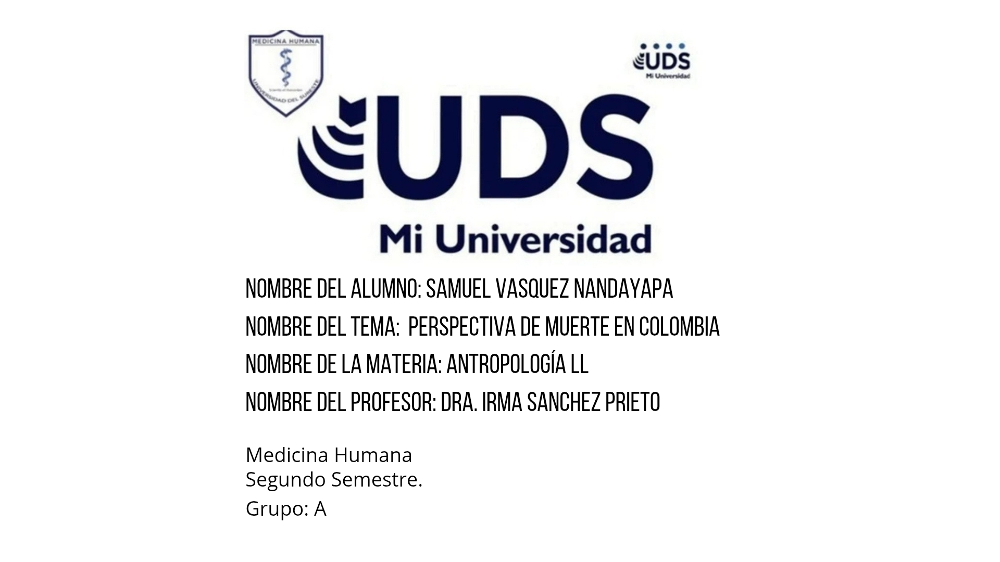 MEDICINA HUMANA
UNIVERSIDAD DEL SURESTE
UDS
Mi Universidad
UDS
Mi Universidad
NOMBRE DEL ALUMNO: SAMUEL VASQUEZ NANDAYAPA
NOMBRE DEL TEMA: PERSPECTIVA DE MUERTE EN COLOMBIA
NOMBRE DE LA MATERIA: ANTROPOLOGÍA LL
NOMBRE DEL PROFESOR: DRA. IRMA SANCHEZ PRIETO
Medicina Humana
Segundo Semestre.
Grupo: A